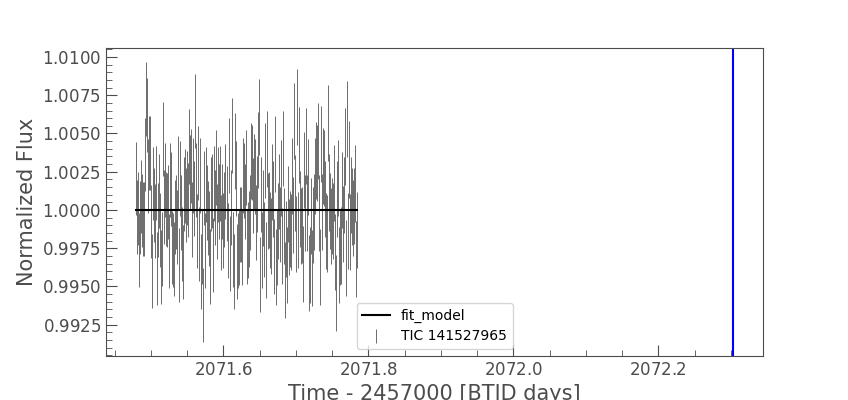 1.0100
1.0075
1.0050
1.0025
1.0000
0.9975
0.9950
0.9925
Normalized Flux
fit_model
TIC 141527965
2071.6 2071.8 2072.0 2072.2
Time - 2457000 [BTJD days]